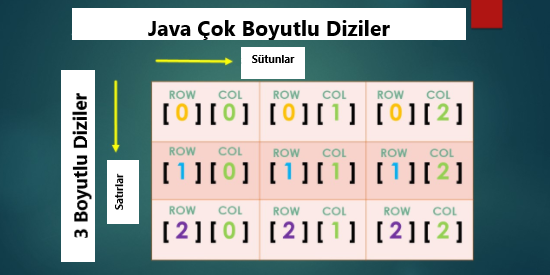 Java Çok Boyutlu Diziler
Sütunlar
3 Boyutlu Diziler
Satırlar
ROW COL ROW COL ROW COL
[0][0] [0][1] [0][2]
ROW COL ROW COL ROW COL
[1][0] [1][1] [1][2]
ROW COL ROW COL ROW COL
[2][0] [2][1] [2][2]